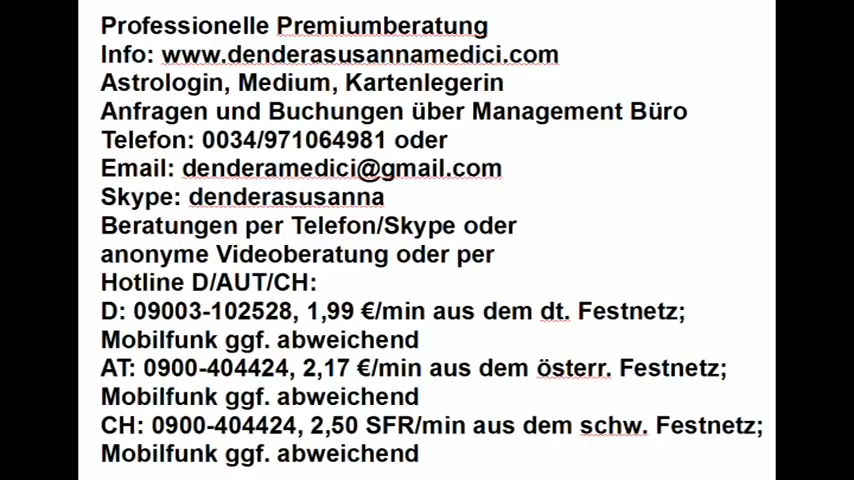 Professionelle Premiumberatung
Info: www.denderasusannamedici.com
Astrologin, Medium, Kartenlegerin
Anfragen und Buchungen über Management Büro
Telefon: 0034/971064981 oder
Email: denderamedici@gmail.com
Skype: denderasusanna
Beratungen per Telefon/Skype oder
anonyme Videoberatung oder per
Hotline D/AUT/CH:
D: 09003-102528, 1,99 €/min aus dem dt. Festnetz;
Mobilfunk ggf. abweichend
AT: 0900-404424, 2,17 €/min aus dem österr. Festnetz;
Mobilfunk ggf. abweichend
CH: 0900-404424, 2,50 SFR/min aus dem schw. Festnetz;
Mobilfunk ggf. abweichend